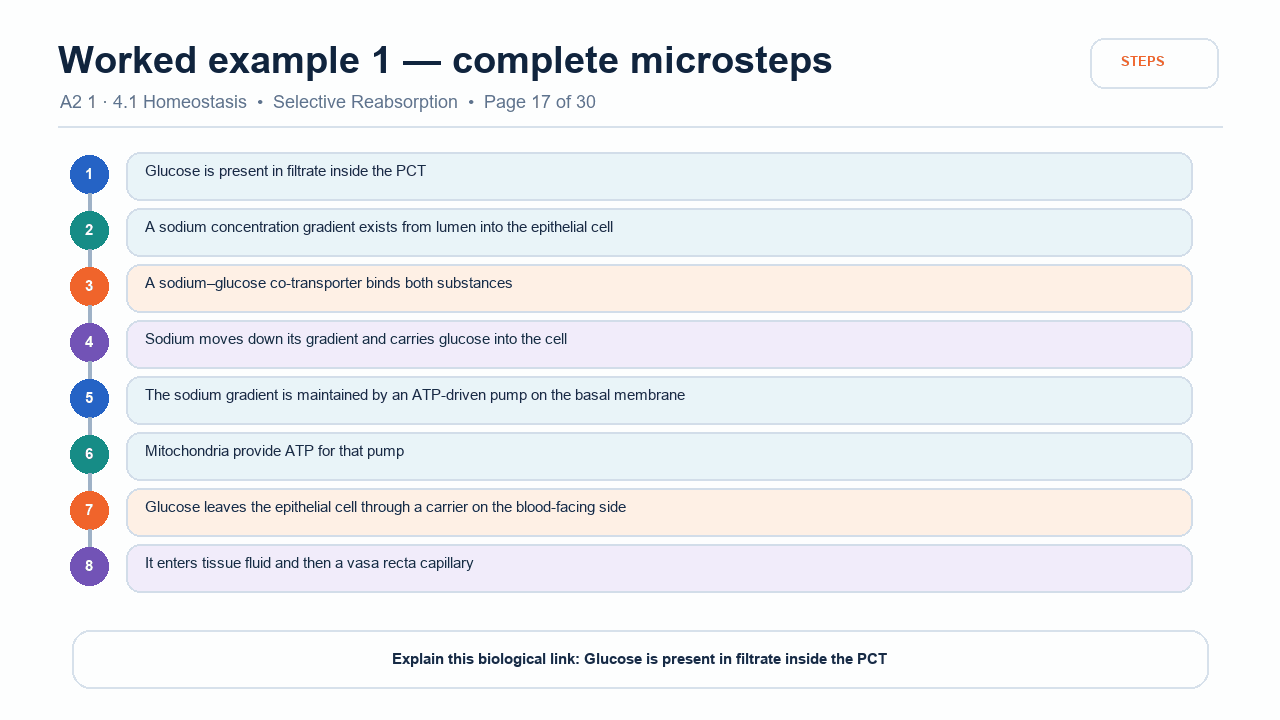 Worked example 1 — complete microsteps
STEPS
A2 1 · 4.1 Homeostasis • Selective Reabsorption • Page 17 of 30
1 Glucose is present in filtrate inside the PCT
2 A sodium concentration gradient exists from lumen into the epithelial cell
3 A sodium–glucose co-transporter binds both substances
4 Sodium moves down its gradient and carries glucose into the cell
5 The sodium gradient is maintained by an ATP-driven pump on the basal membrane
6 Mitochondria provide ATP for that pump
7 Glucose leaves the epithelial cell through a carrier on the blood-facing side
8 It enters tissue fluid and then a vasa recta capillary
Explain this biological link: Glucose is present in filtrate inside the PCT